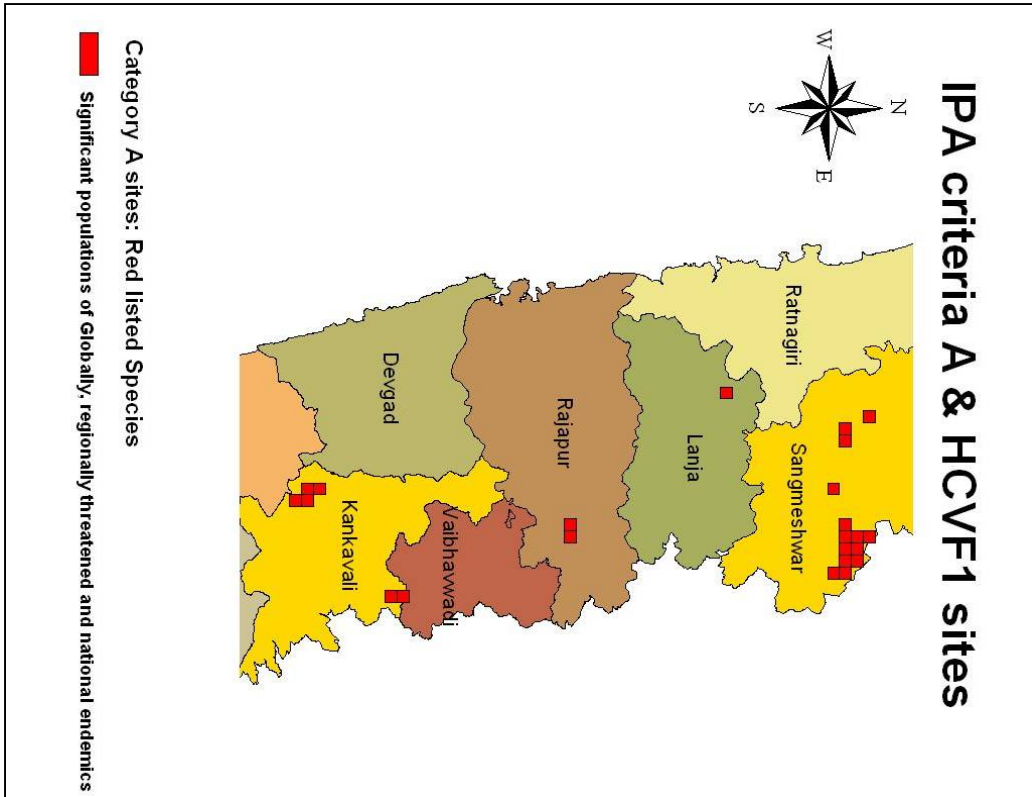 IPA criteria A & HCVF1 sites
N
W
E
S
Ratnagiri
Sangmeshwar
Lanja
Rajapur
Devgad
Vaibhavwadi
Kankavali
Category A sites: Red listed Species
Significant populations of Globally, regionally threatened and national endemics